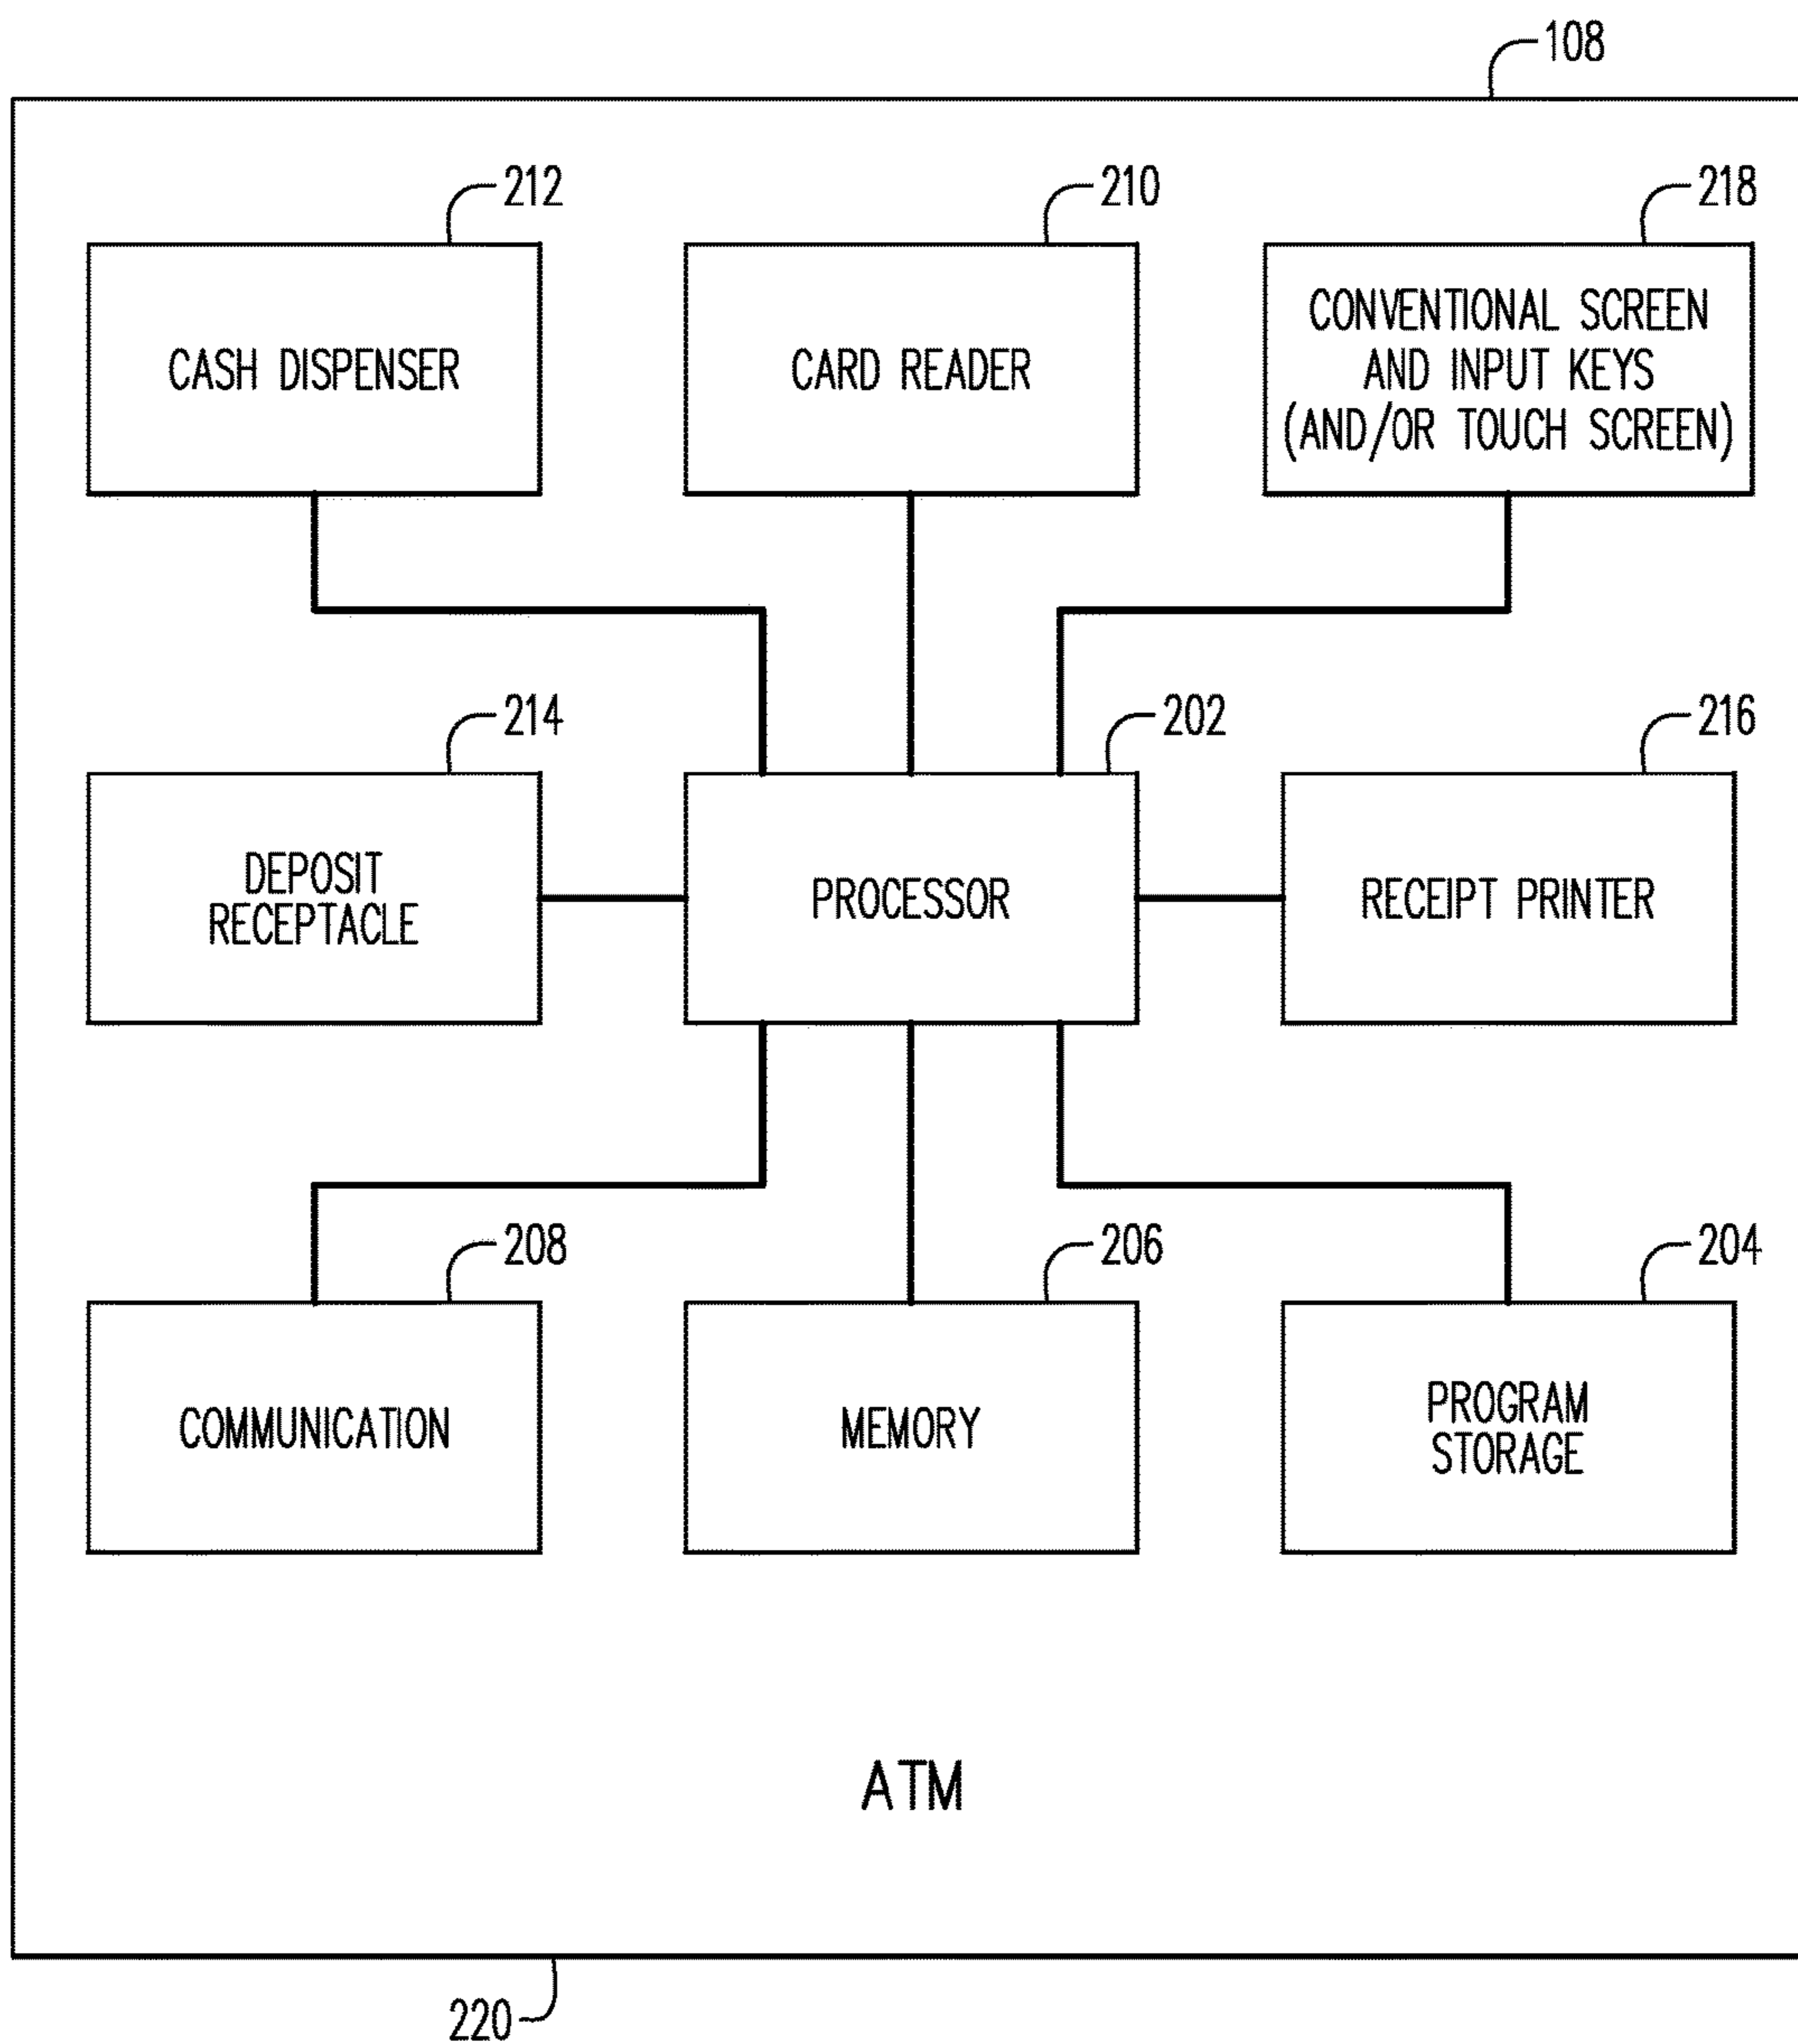 108
212
210
218
CASH DISPENSER
CARD READER
CONVENTIONAL SCREEN
AND INPUT KEYS
(AND/OR TOUCH SCREEN)
214
202
216
DEPOSIT
RECEPTACLE
PROCESSOR
RECEIPT PRINTER
208
206
204
COMMUNICATION
MEMORY
PROGRAM
STORAGE
ATM
220